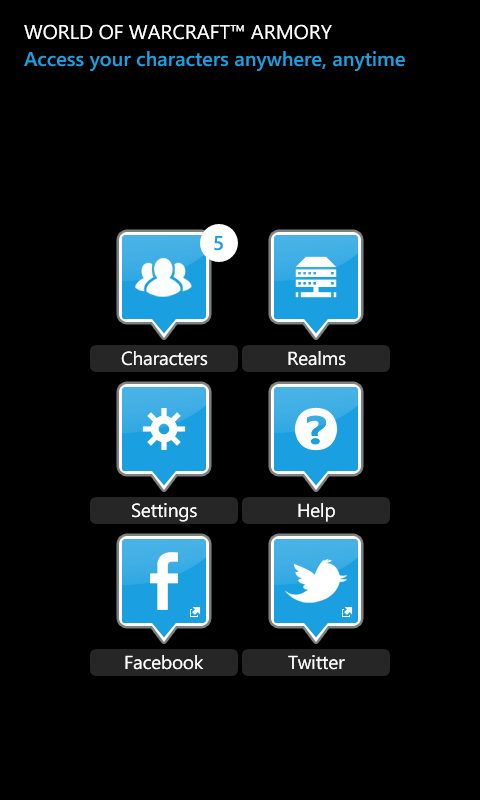 WORLD OF WARCRAFT™ ARMORY
Access your characters anywhere, anytime
5
Characters
Realms
Settings
Help
Facebook
Twitter